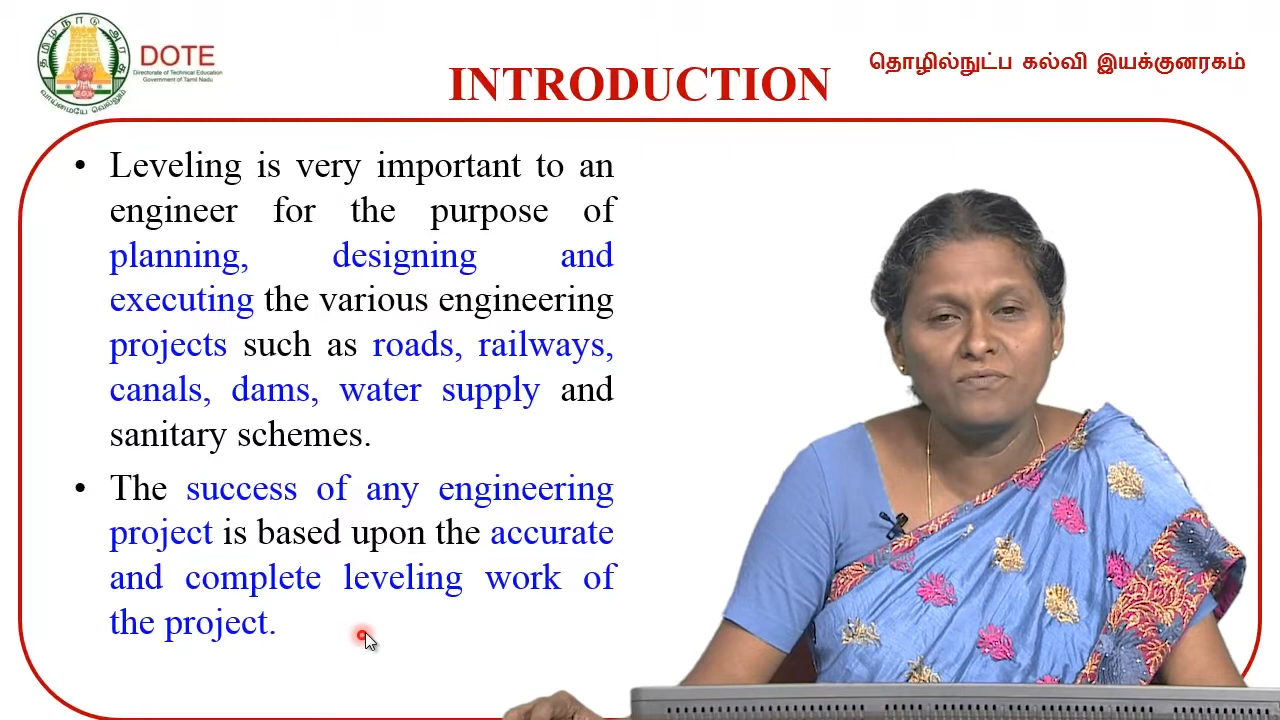 தமிழ்நாடு அரசு
வாய்மையே வெல்லும்
DOTE
Directorate of Technical Education
Government of Tamil Nadu
தொழில்நுட்ப கல்வி இயக்குனரகம்
INTRODUCTION
• Leveling is very important to an
engineer for the purpose of
planning, designing and
executing the various engineering
projects such as roads, railways,
canals, dams, water supply and
sanitary schemes.
• The success of any engineering
project is based upon the accurate
and complete leveling work of
the project.